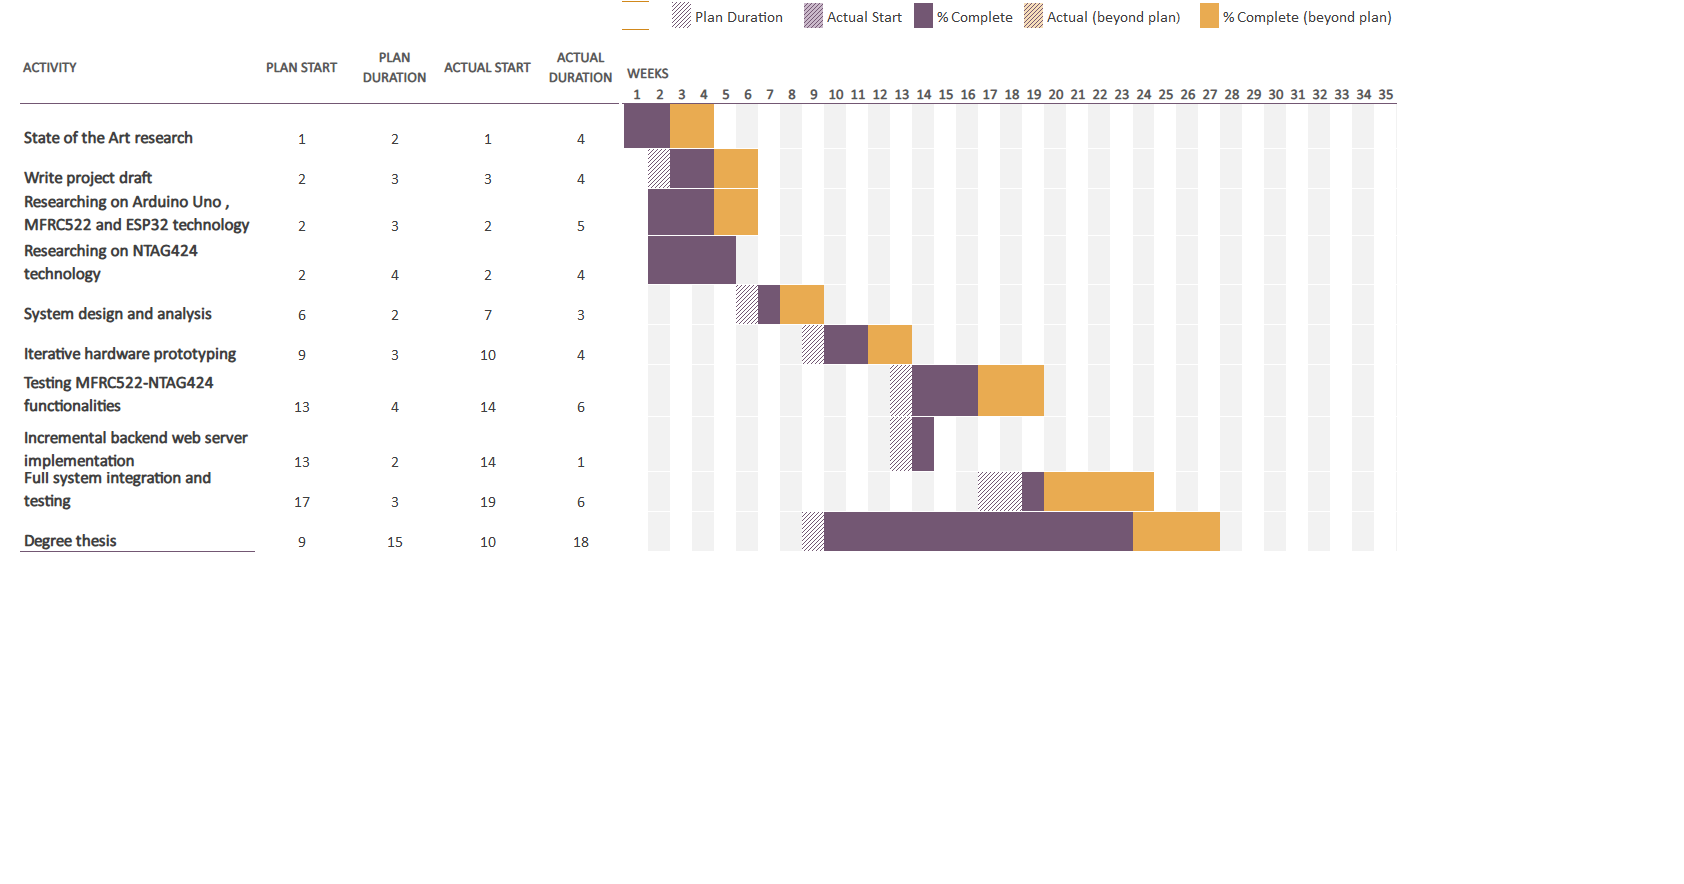 Plan Duration Actual Start % Complete Actual (beyond plan) % Complete (beyond plan)
ACTIVITY PLAN START PLAN DURATION ACTUAL START ACTUAL DURATION WEEKS
1 2 3 4 5 6 7 8 9 10 11 12 13 14 15 16 17 18 19 20 21 22 23 24 25 26 27 28 29 30 31 32 33 34 35
State of the Art research 1 2 1 4
Write project draft 2 3 3 4
Researching on Arduino Uno ,
MFRC522 and ESP32 technology 2 3 2 5
Researching on NTAG424
technology 2 4 2 4
System design and analysis 6 2 7 3
Iterative hardware prototyping 9 3 10 4
Testing MFRC522-NTAG424
functionalities 13 4 14 6
Incremental backend web server
implementation 13 2 14 1
Full system integration and
testing 17 3 19 6
Degree thesis 9 15 10 18